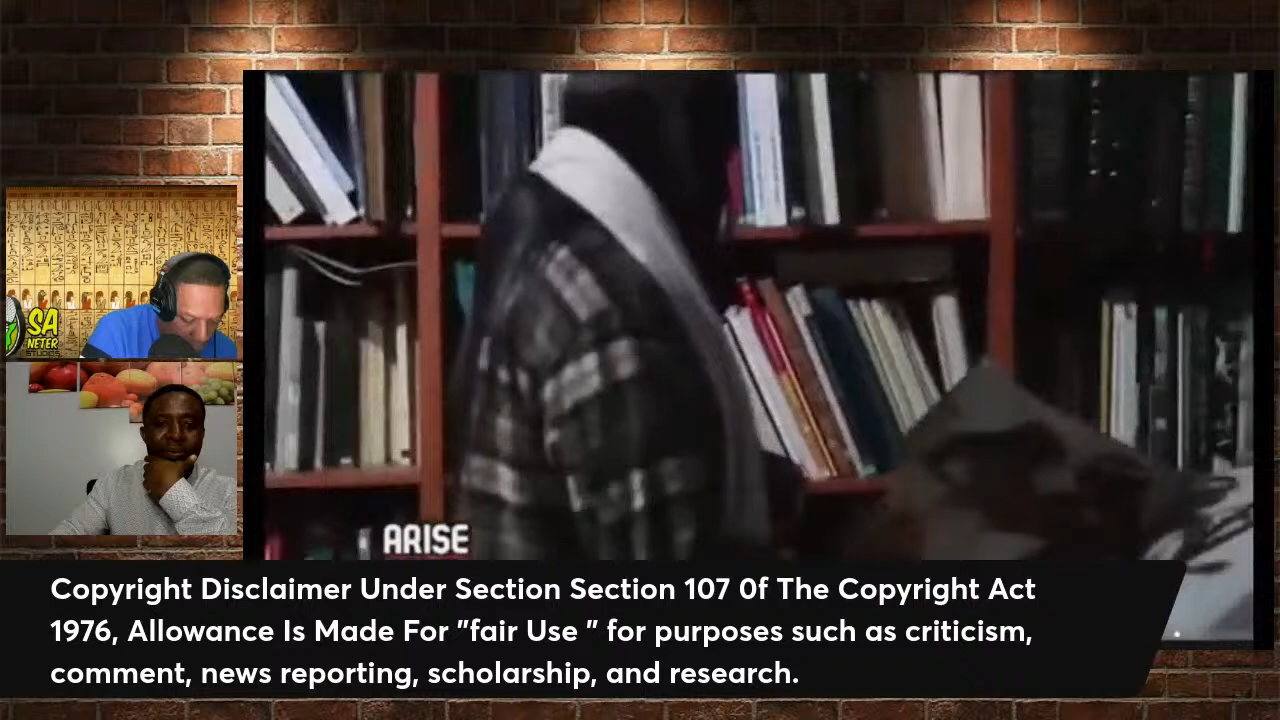 SA
NETER
STUDIOS
ARISE
Copyright Disclaimer Under Section Section 107 0f The Copyright Act
1976, Allowance Is Made For "fair Use " for purposes such as criticism,
comment, news reporting, scholarship, and research.